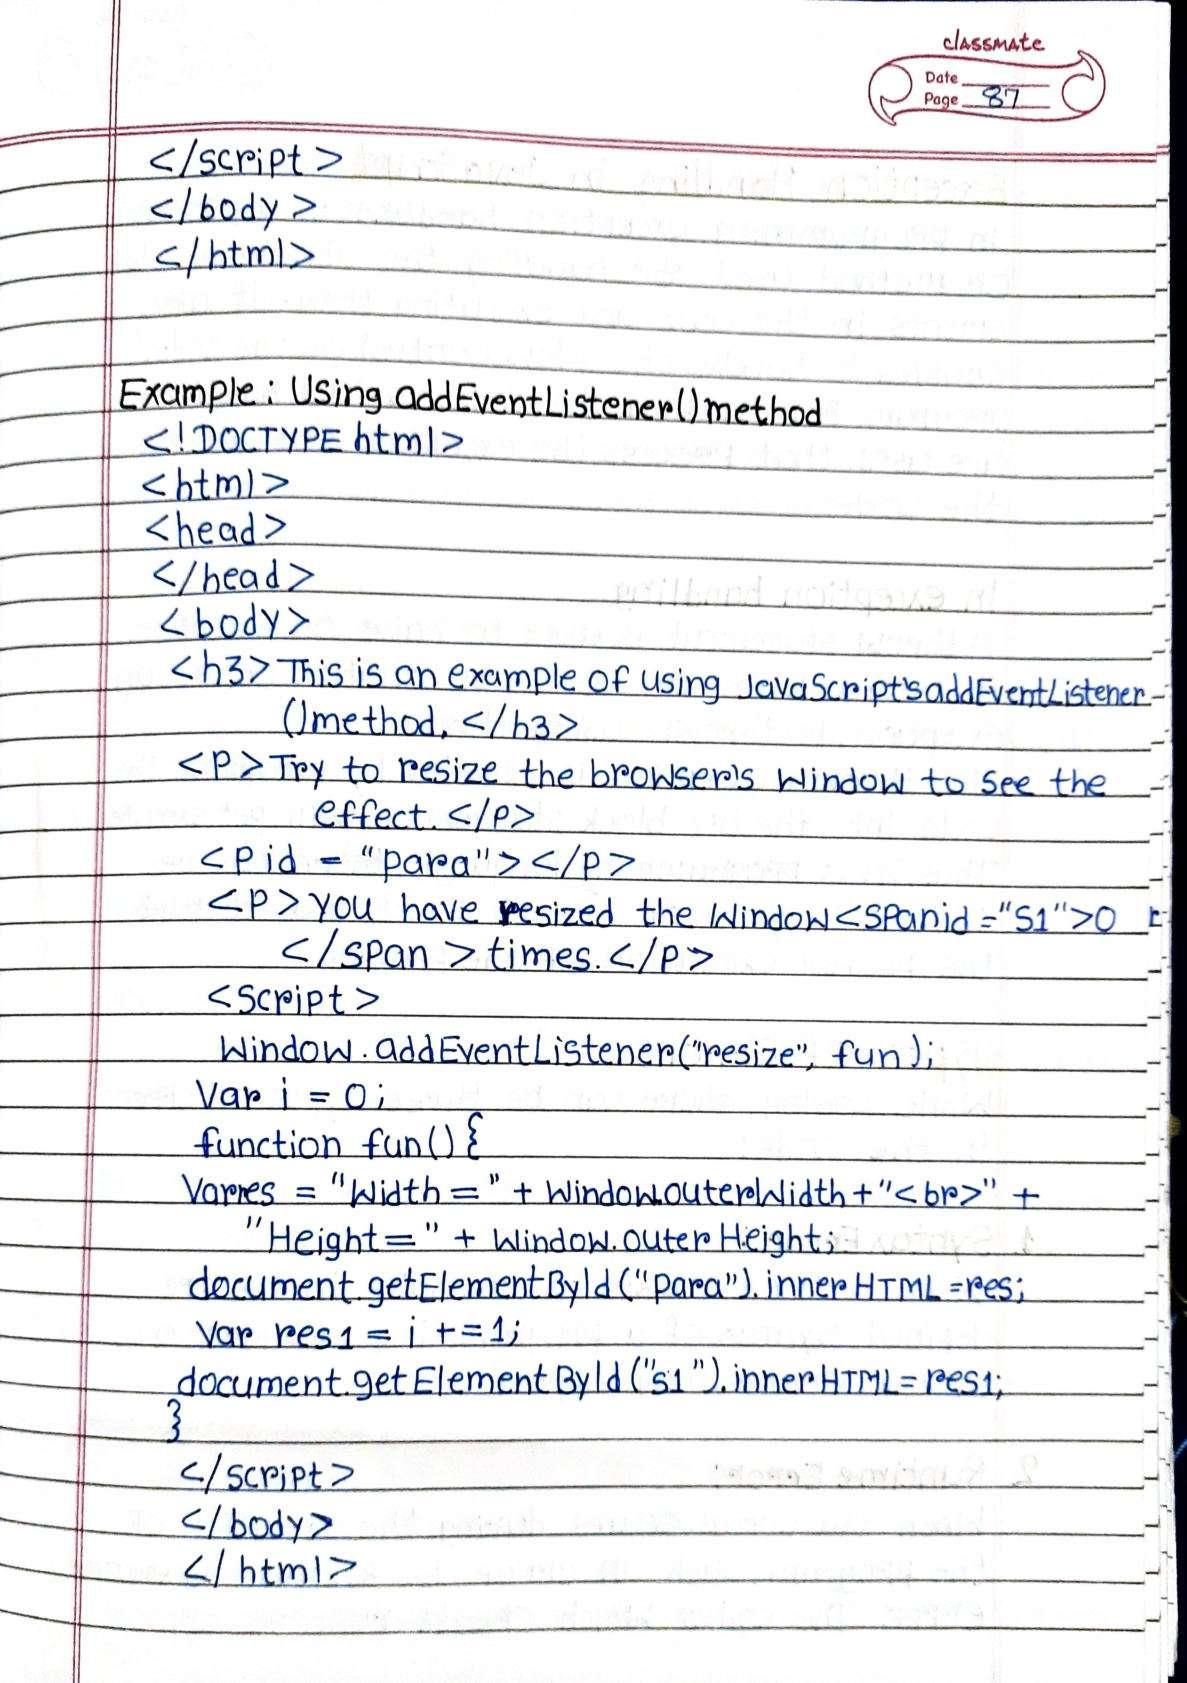 classmate
Date
Page 87
</script>
</body>
</html>
Example: Using addEventListener() method
<!DOCTYPE html>
<html>
<head>
</head>
<body>
<h3> This is an example of using JavaScript's addEventListener
() method. </h3>
<P> Try to resize the browser's window to see the
effect. </P>
<P id = "para"> </P>
<P> you have resized the window <span id ="S1">0
</span> times. </P>
<script>
Window.addEventListener("resize", fun);
Var i = 0;
function fun() {
Var res = "Width = " + Window.outerWidth + "<br>" +
"Height = " + Window.outerHeight;
document.getElementById("para").innerHTML = res;
Var res1 = i += 1;
document.getElementById("s1").innerHTML = res1;
}
</script>
</body>
</html>